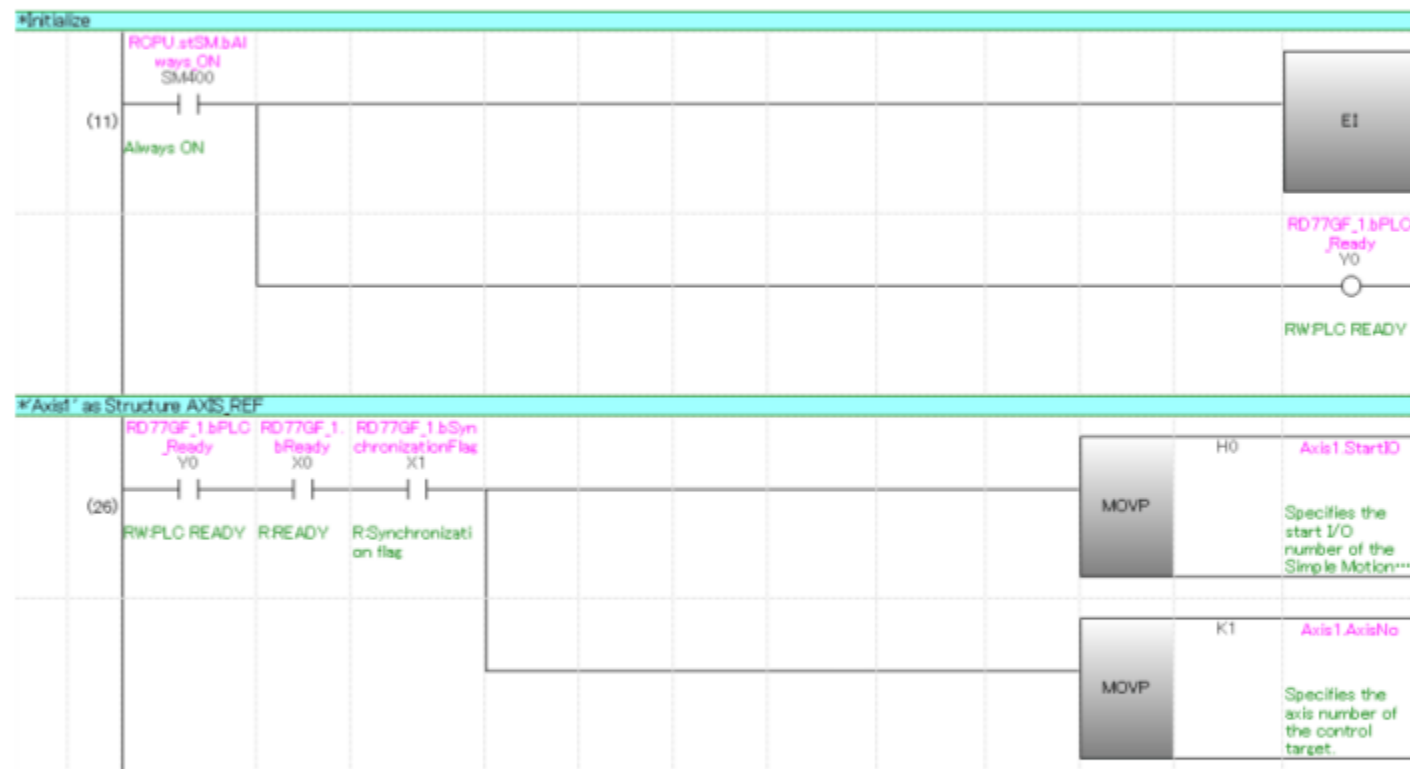 *Initialize
RCPU.stSM.bAl
ways_ON
SM400
(11)
EI
Always ON
RD77GF_1.bPLC
_Ready
Y0
RW:PLC READY
*'Axis1' as Structure AXIS_REF
RD77GF_1.bPLC
_Ready
Y0
RD77GF_1.
bReady
X0
RD77GF_1.bSyn
chronizationFlag
X1
(26)
RW:PLC READY
R:READY
R:Synchronizati
on flag
MOVP
H0
Axis1.StartIO
Specifies the
start I/O
number of the
Simple Motion···
MOVP
K1
Axis1.AxisNo
Specifies the
axis number of
the control
target.